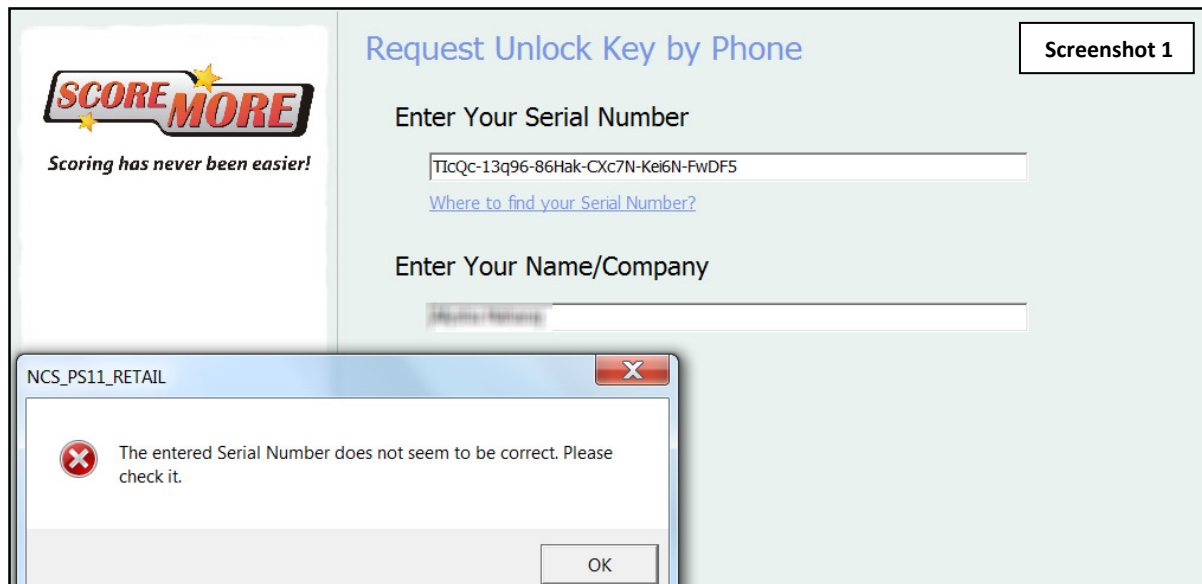 Request Unlock Key by Phone
Screenshot 1
SCORE MORE
Scoring has never been easier!
Enter Your Serial Number
TIcQc-13q96-86Hak-CXc7N-Kei6N-FwDF5
Where to find your Serial Number?
Enter Your Name/Company
NCS_PS11_RETAIL
The entered Serial Number does not seem to be correct. Please
check it.
OK